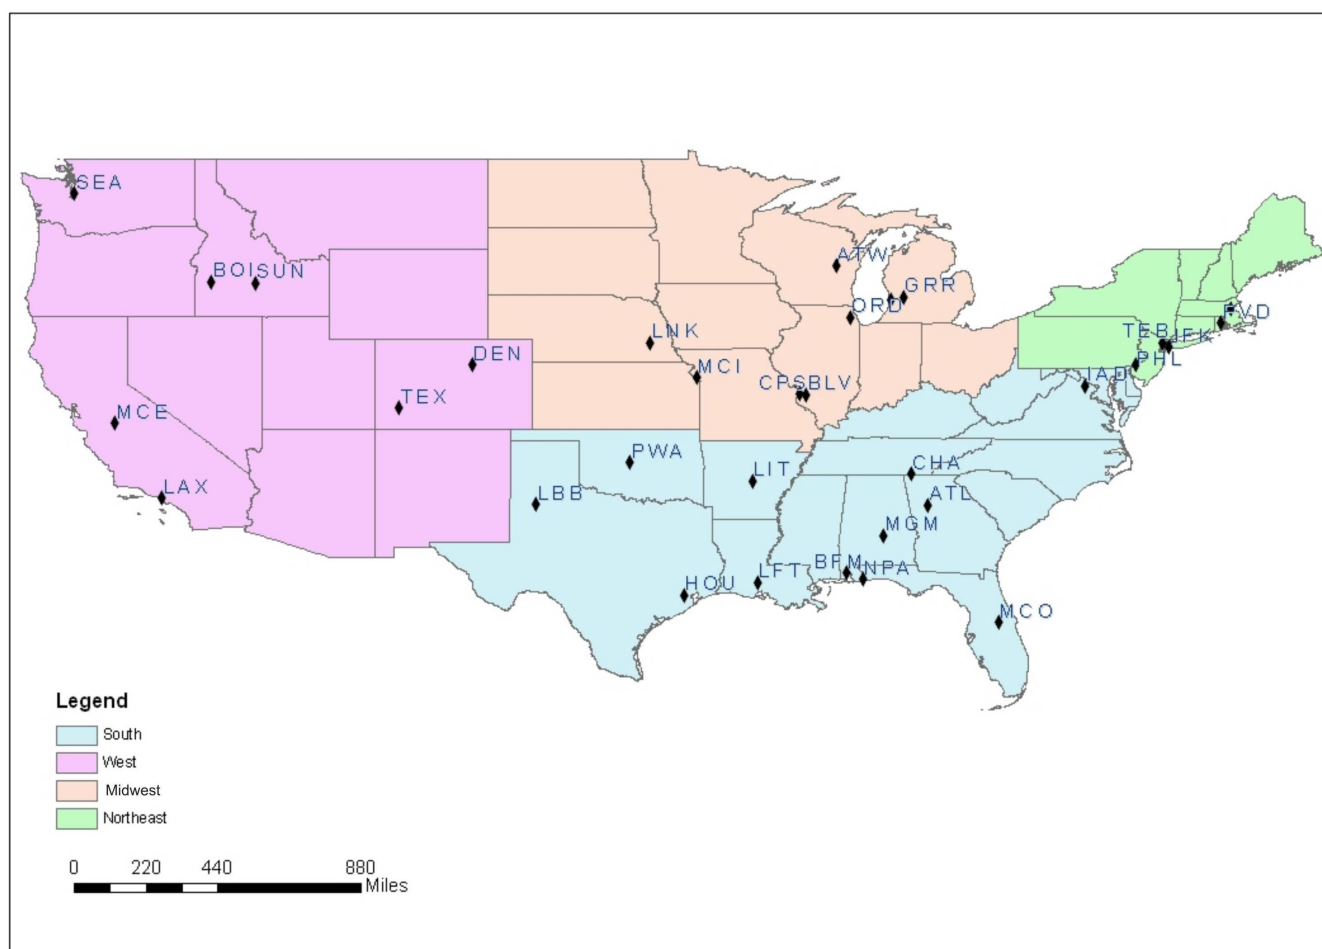 SEA
BOI SUN
ATW
GRR
ORD
PVD
TEB JFK
LNK
DEN
PHL
MCI
IAD
CPS BLV
TEX
MCE
PWA
LIT
CHA
LAX
LBB
ATL
MGM
BFM NPA
LFT
HOU
MCO
Legend
South
West
Midwest
Northeast
0 220 440 880
Miles